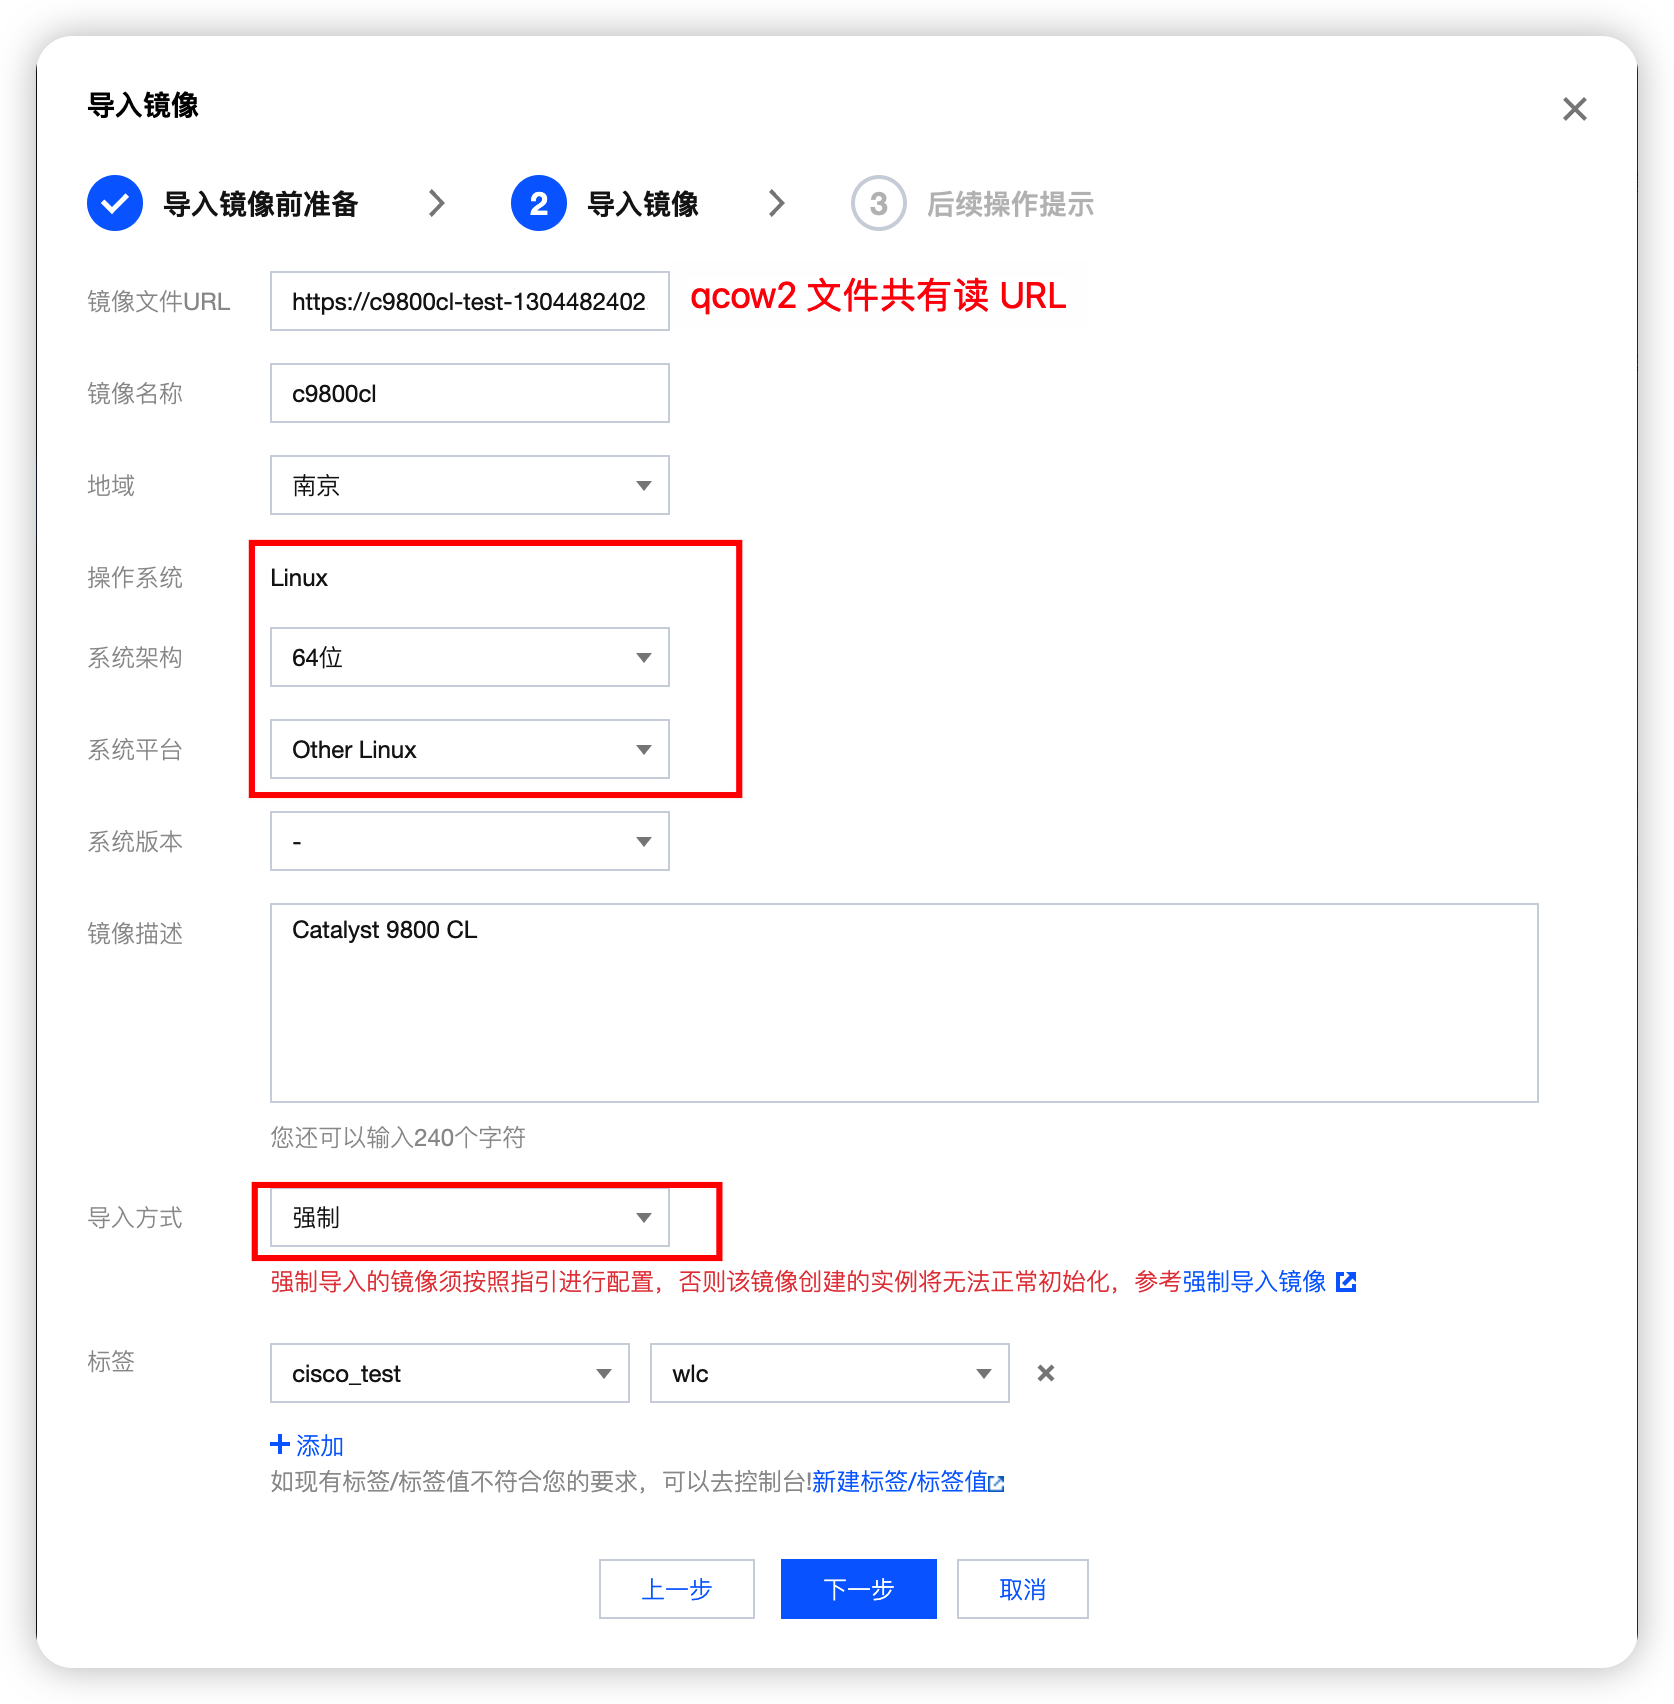 导入镜像
导入镜像前准备
2 导入镜像
3 后续操作提示
镜像文件URL https://c9800cl-test-1304482402 qcow2 文件共有读 URL
镜像名称 c9800cl
地域 南京
操作系统 Linux
系统架构 64位
系统平台 Other Linux
系统版本 -
镜像描述 Catalyst 9800 CL
您还可以输入240个字符
导入方式 强制
强制导入的镜像须按照指引进行配置，否则该镜像创建的实例将无法正常初始化，参考强制导入镜像
标签 cisco_test wlc
添加
如现有标签/标签值不符合您的要求，可以去控制台!新建标签/标签值
上一步 下一步 取消